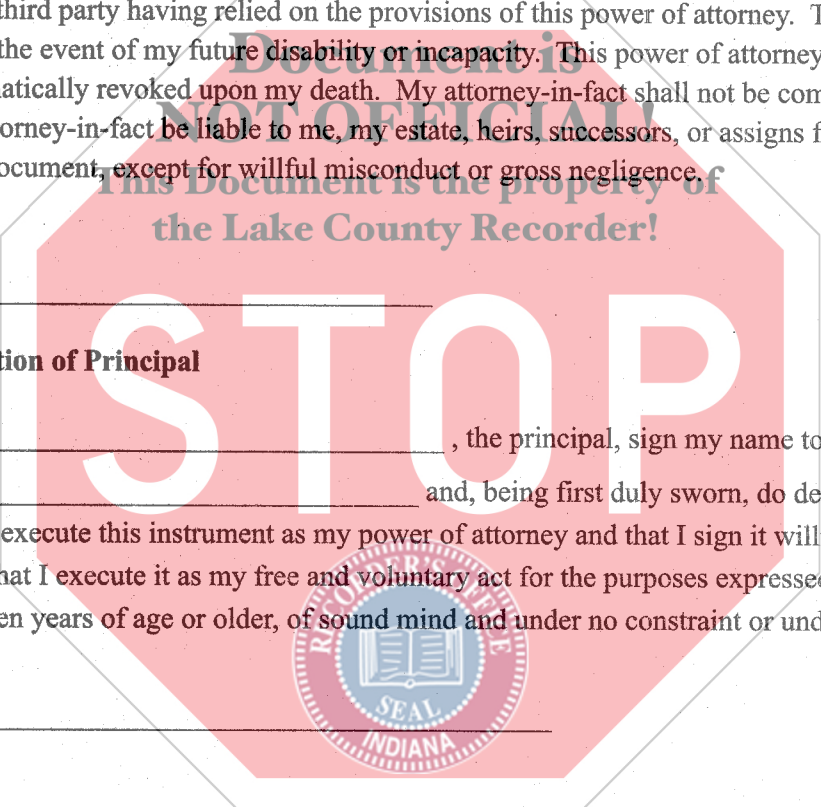 third party having relied on the provisions of this power of attorney. T
the event of my future disability or incapacity. This power of attorney
Document is
natically revoked upon my death. My attorney-in-fact shall not be com
NOT OFFICIAL!
orney-in-fact be liable to me, my estate, heirs, successors, or assigns f
ocument, except for willful misconduct or gross negligence.
This Document is the property of
the Lake County Recorder!
STOP
tion of Principal
, the principal, sign my name to
and, being first duly sworn, do de
execute this instrument as my power of attorney and that I sign it will
hat I execute it as my free and voluntary act for the purposes expresse
en years of age or older, of sound mind and under no constraint or und
RECORDER'S OFFICE
SEAL
INDIANA